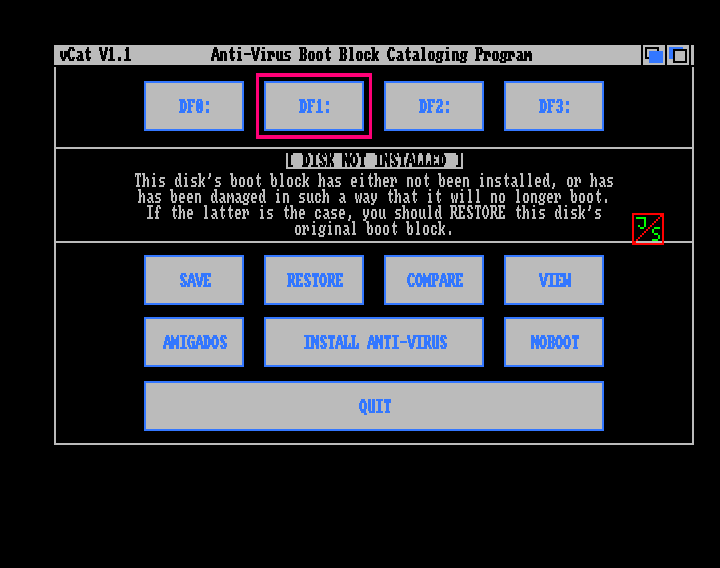 vCat V1.1 Anti-Virus Boot Block Cataloging Program
DF0: DF1: DF2: DF3:
[ DISK NOT INSTALLED ]
This disk's boot block has either not been installed, or has
has been damaged in such a way that it will no longer boot.
If the latter is the case, you should RESTORE this disk's
original boot block.
J/S
SAVE RESTORE COMPARE VIEW
AMIGADOS INSTALL ANTI-VIRUS NOBOOT
QUIT